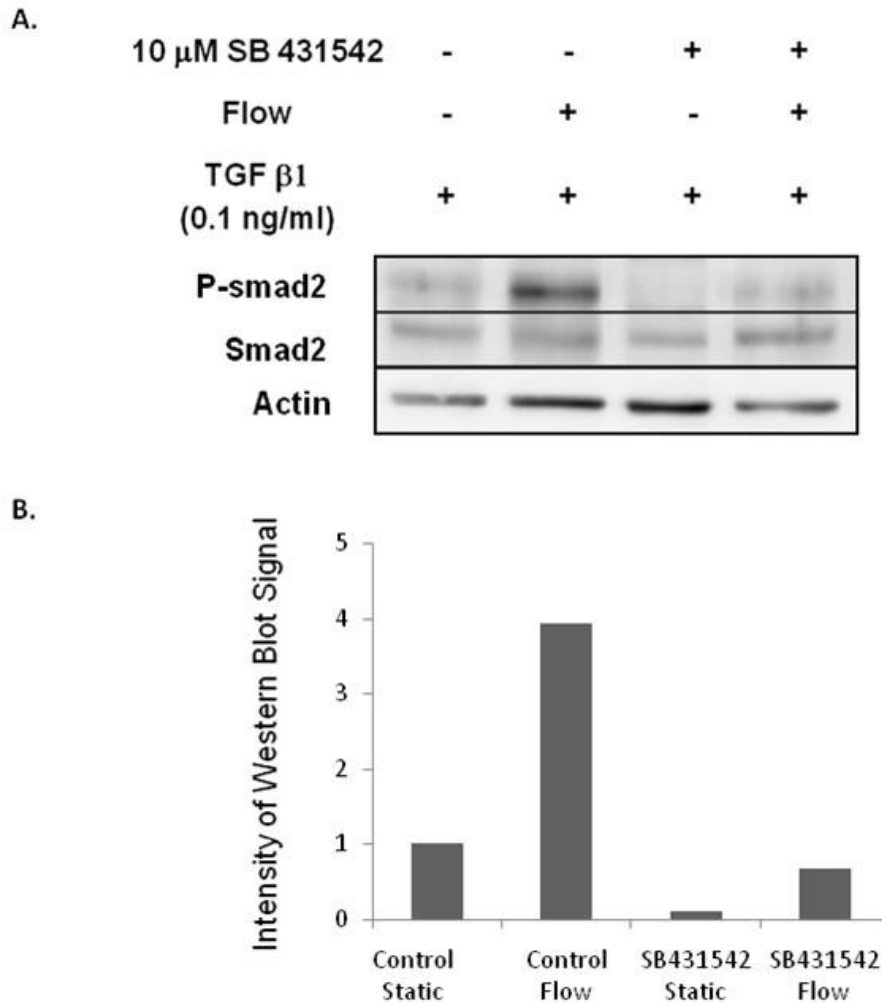 A.
10 μM SB 431542 - - + +
Flow - + - +
TGF β1
(0.1 ng/ml) + + + +
P-smad2
Smad2
Actin
B.
Intensity of Western Blot Signal
5
4
3
2
1
0
Control Control SB431542 SB431542
Static Flow Static Flow